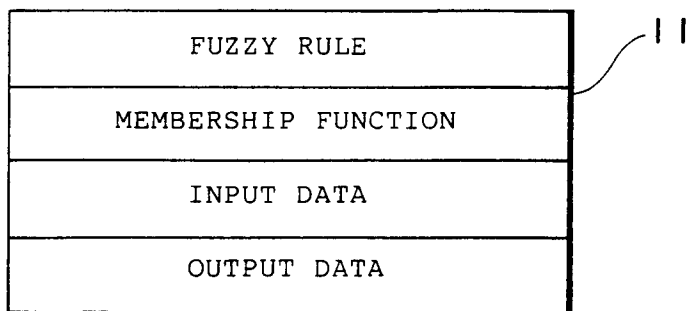 FUZZY RULE
11
MEMBERSHIP FUNCTION
INPUT DATA
OUTPUT DATA